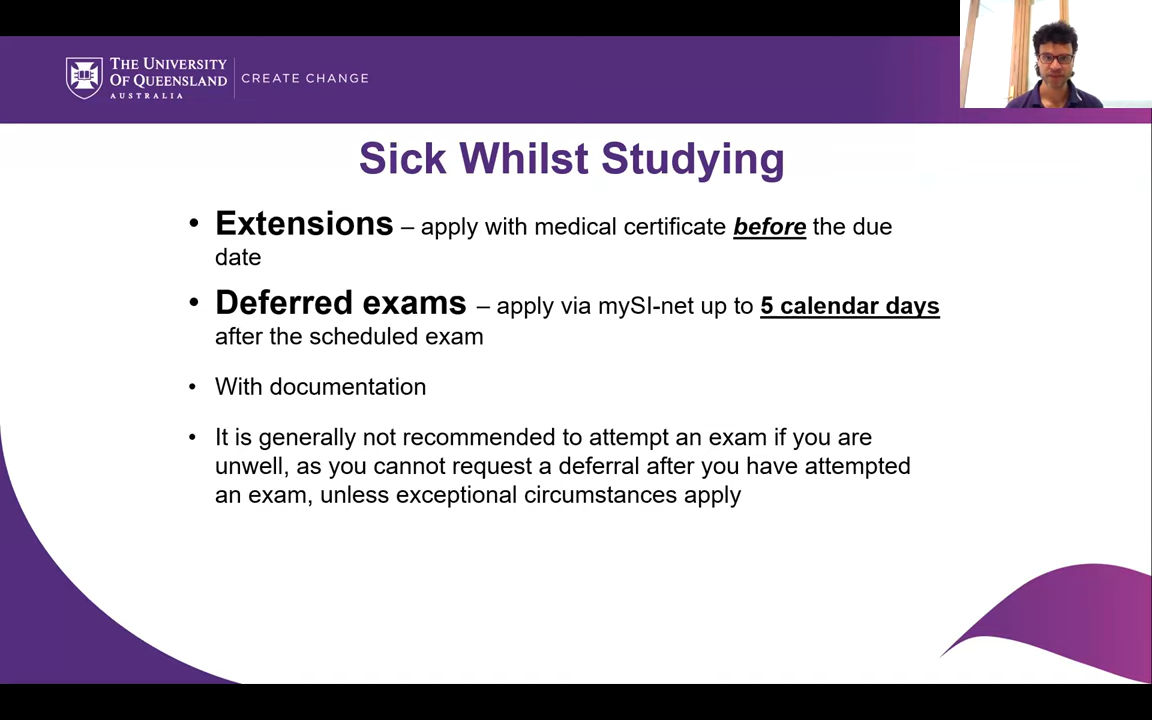 THE UNIVERSITY
OF QUEENSLAND
AUSTRALIA
CREATE CHANGE
Sick Whilst Studying
• Extensions – apply with medical certificate before the due
date
• Deferred exams – apply via mySI-net up to 5 calendar days
after the scheduled exam
• With documentation
• It is generally not recommended to attempt an exam if you are
unwell, as you cannot request a deferral after you have attempted
an exam, unless exceptional circumstances apply